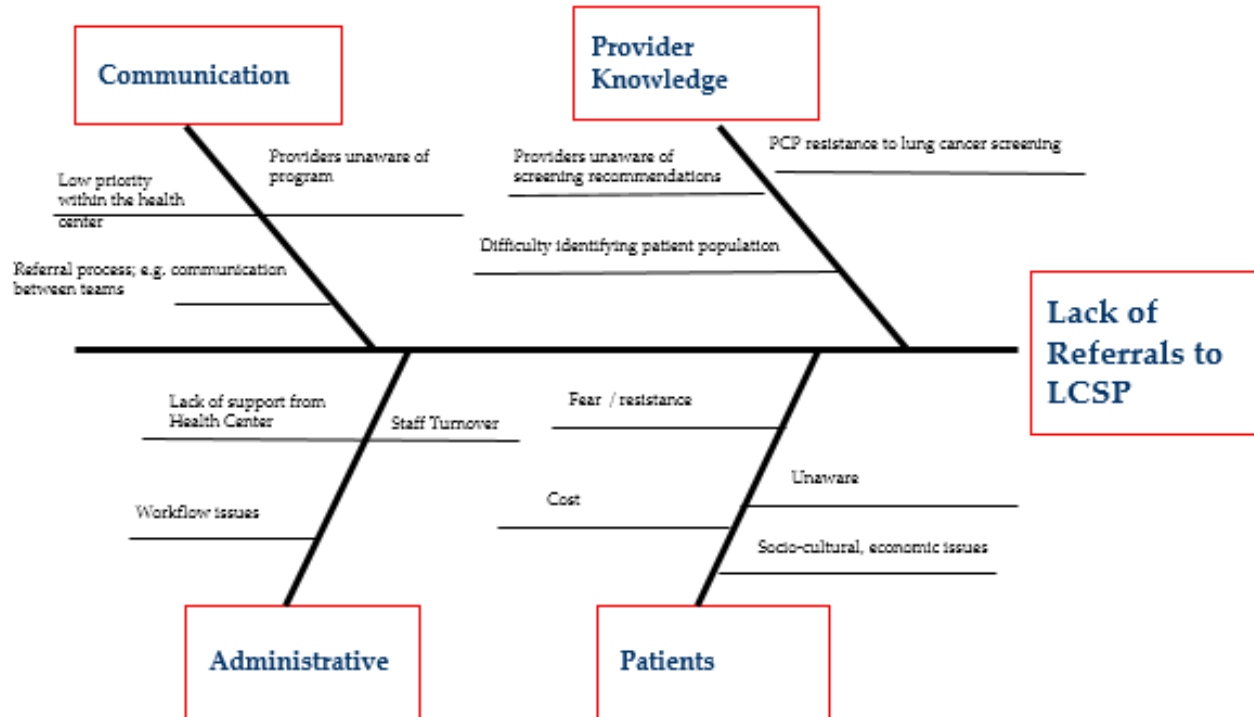 Communication
Provider
Knowledge
Providers unaware of
program
Low priority
within the health
center
Referral process; e.g. communication
between teams
Providers unaware of
screening recommendations
PCP resistance to lung cancer screening
Difficulty identifying patient population
Lack of
Referrals to
LCSP
Lack of support from
Health Center
Staff Turnover
Workflow issues
Fear / resistance
Cost
Unaware
Socio-cultural, economic issues
Administrative
Patients